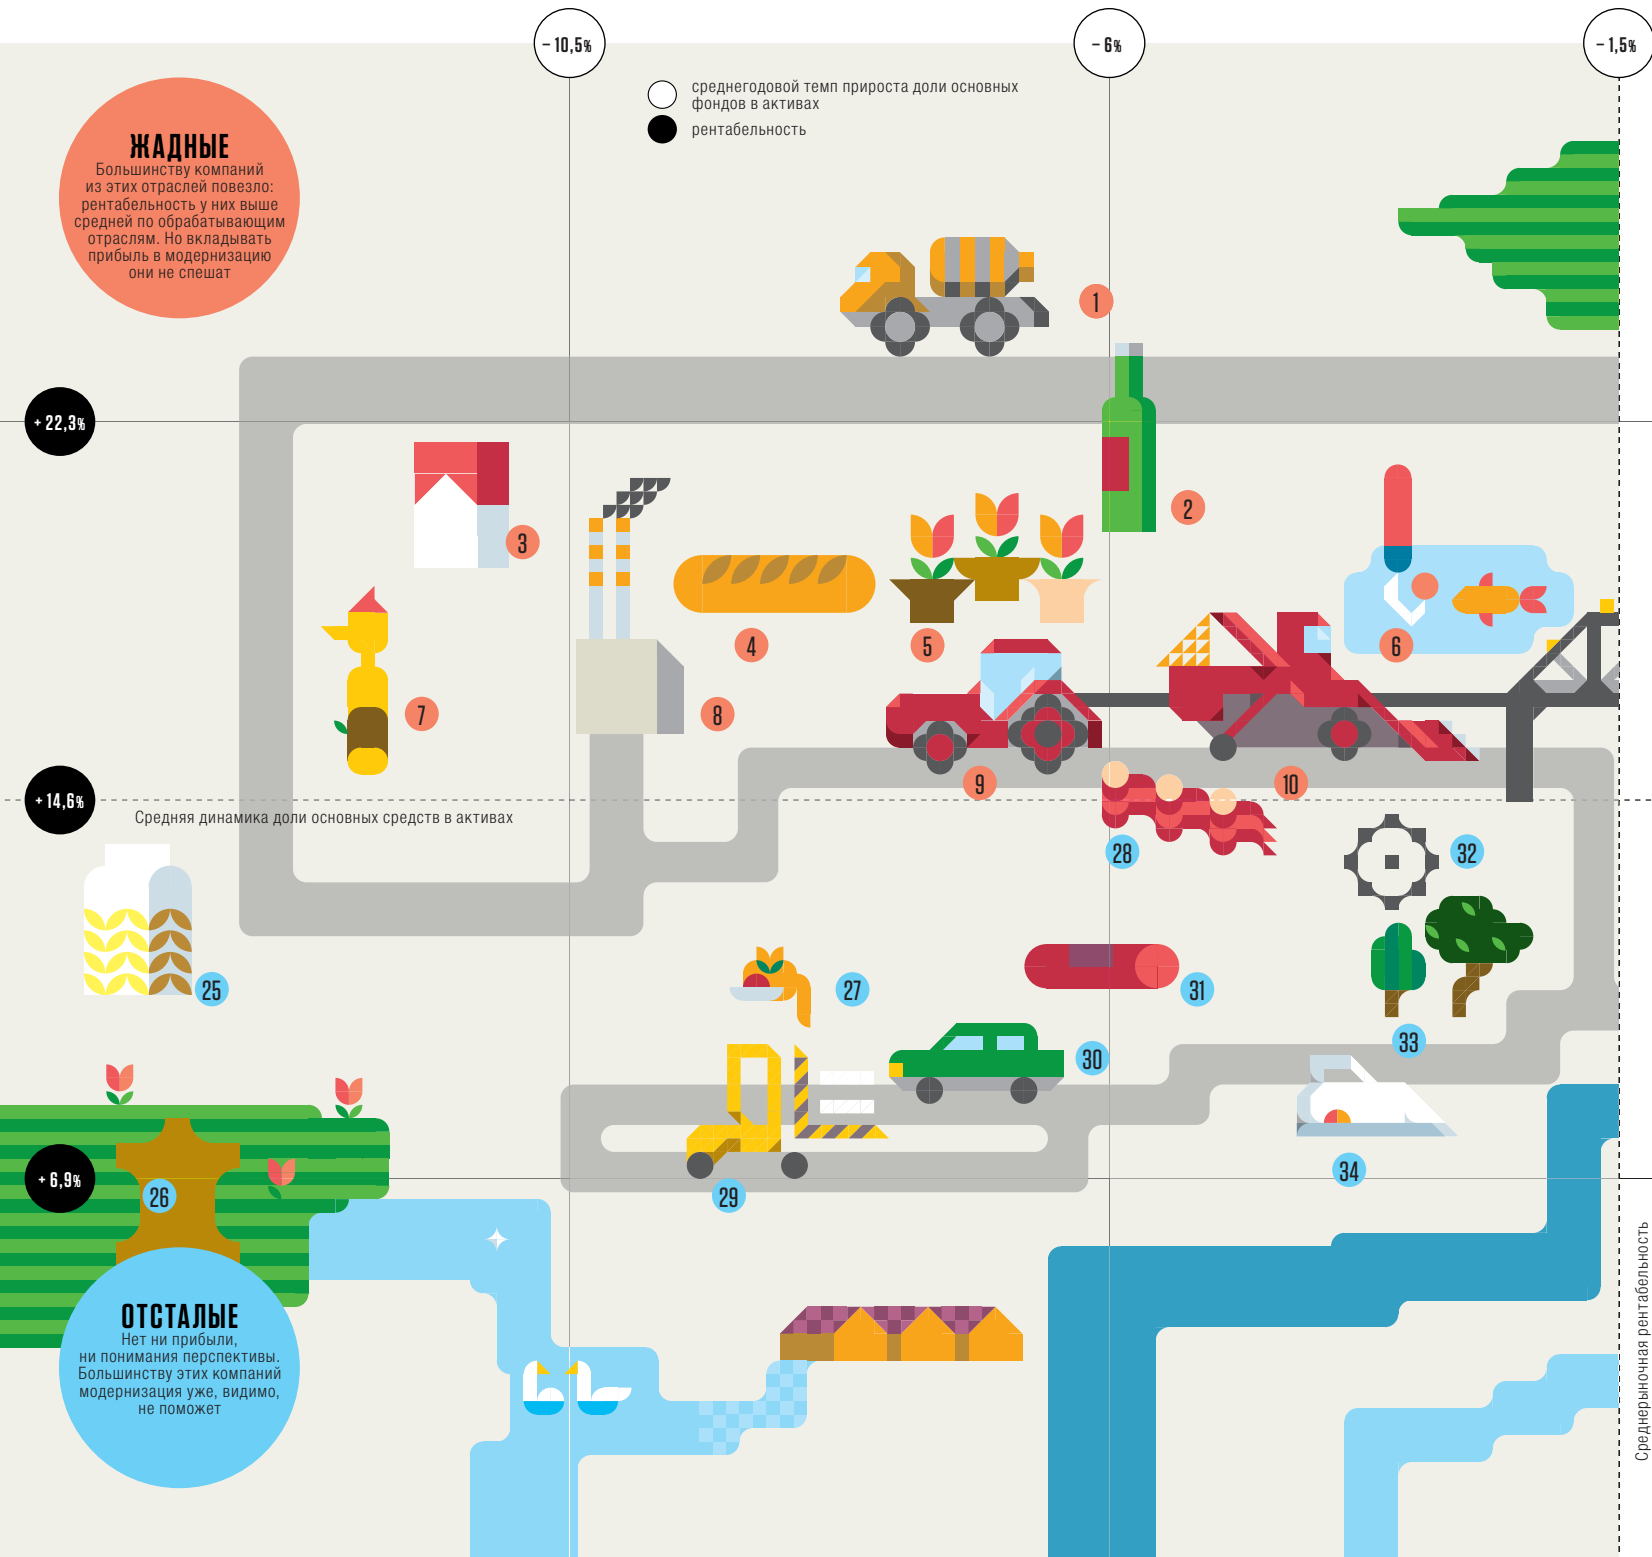 – 10,5%
– 6%
– 1,5%
среднегодовой темп прироста доли основных
фондов в активах
рентабельность
ЖАДНЫЕ
Большинству компаний
из этих отраслей повезло:
рентабельность у них выше
средней по обрабатывающим
отраслям. Но вкладывать
прибыль в модернизацию
они не спешат
1
+ 22,3%
2
3
4
5
6
7
8
9
10
+ 14,6%
Средняя динамика доли основных средств в активах
28
32
25
27
31
33
30
+ 6,9%
26
29
34
ОТСТАЛЫЕ
Нет ни прибыли,
ни понимания перспективы.
Большинству этих компаний
модернизация уже, видимо,
не поможет
Среднерыночная рентабельность